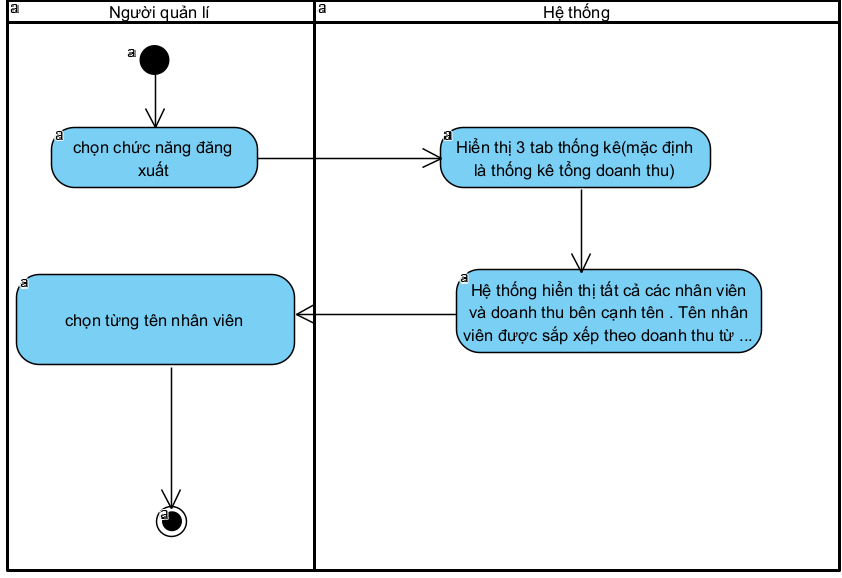 a
Người quản lí
a
Hệ thống
a
a
chọn chức năng đăng
xuất
a
Hiển thị 3 tab thống kê(mặc định
là thống kê tổng doanh thu)
a
chọn từng tên nhân viên
a
Hệ thống hiển thị tất cả các nhân viên
và doanh thu bên cạnh tên . Tên nhân
viên được sắp xếp theo doanh thu từ ...
a